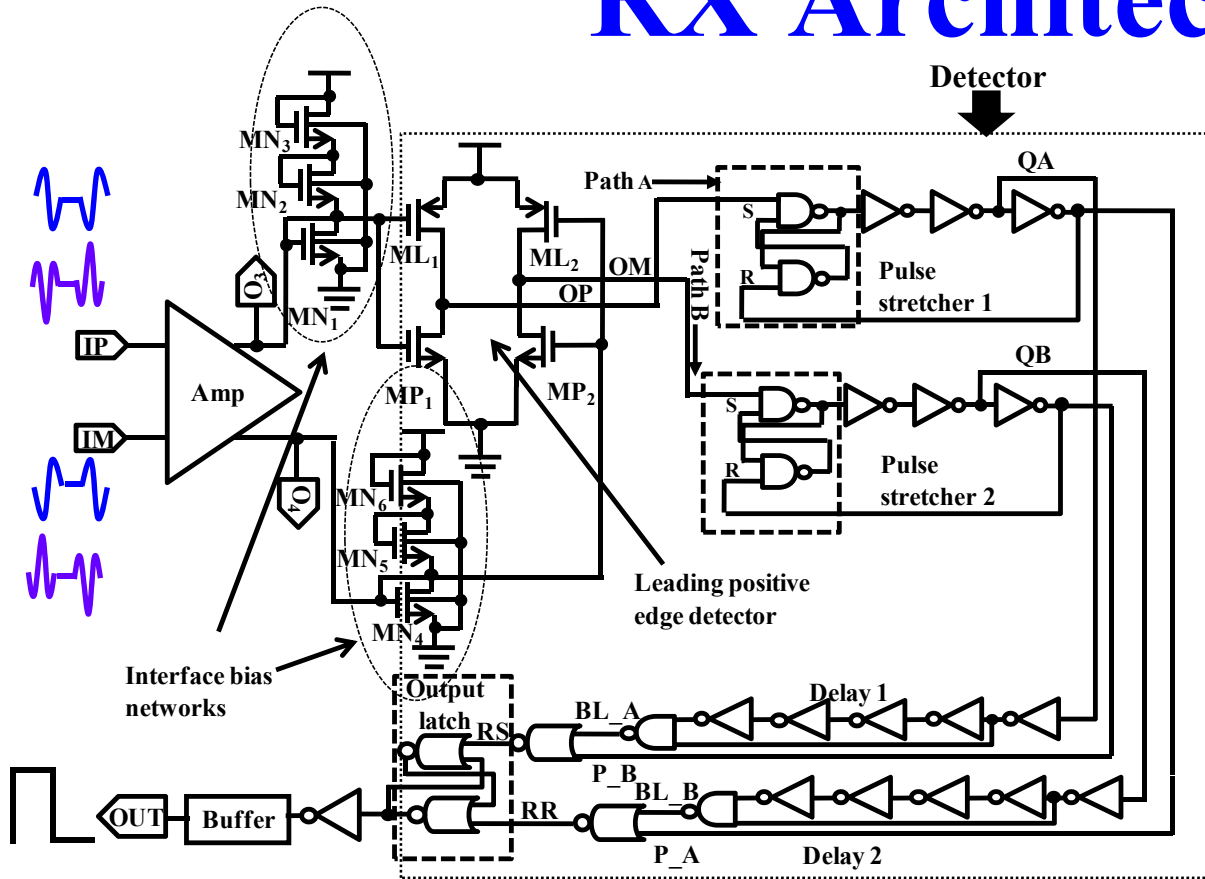 RX Architec
Detector
MN3
MN2
MN1
O3
IP
IM
Amp
O4
ML1
ML2
OM
OP
MP1
MP2
Path A
Path B
S
R
Pulse
stretcher 1
QA
S
R
Pulse
stretcher 2
QB
MN6
MN5
MN4
Leading positive
edge detector
Interface bias
networks
Output
latch
RS
RR
BL_A
P_B
Delay 1
BL_B
P_A
Delay 2
OUT
Buffer